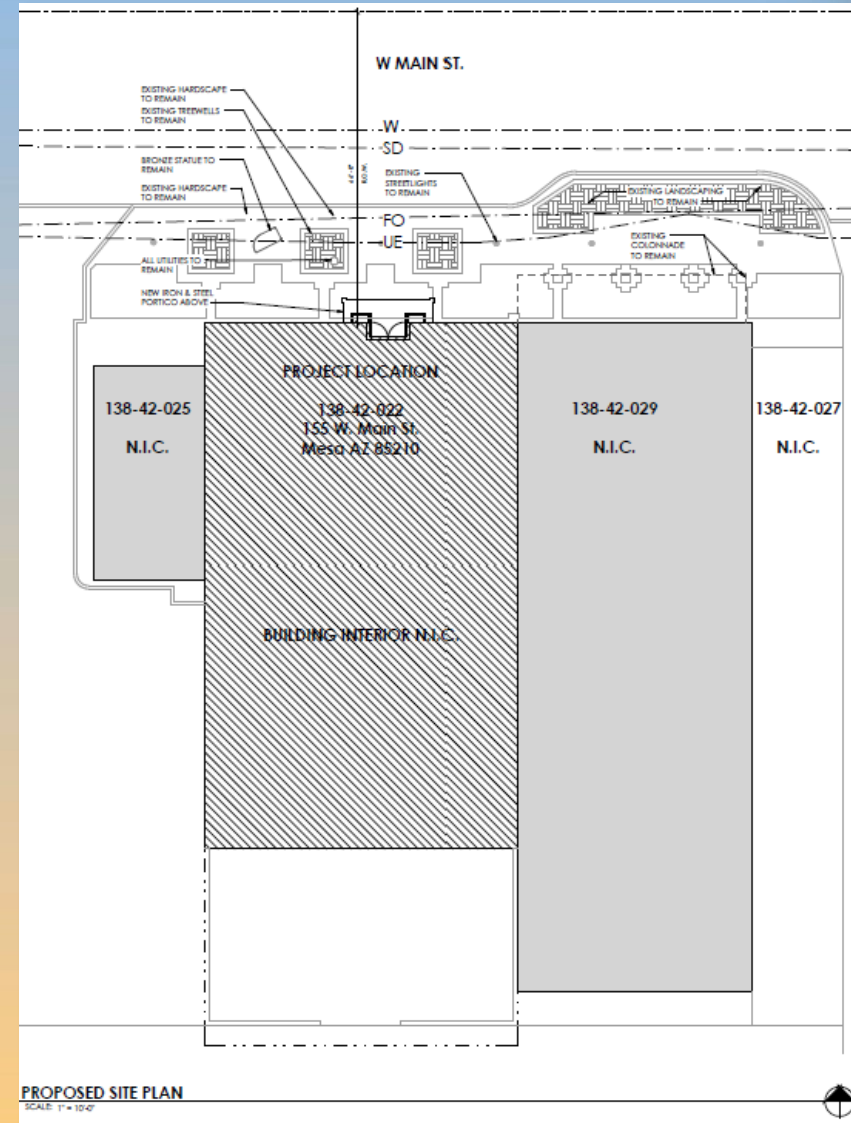 W MAIN ST.
EXISTING HARDSCAPE
TO REMAIN
EXISTING TREEWELLS
TO REMAIN
W
SD
BRONZE STATUE TO
REMAIN
EXISTING
STREETLIGHTS
TO REMAIN
R.O.W.
EXISTING HARDSCAPE
TO REMAIN
EXISTING LANDSCAPING
TO REMAIN
FO
UE
EXISTING
COLONNADE
TO REMAIN
ALL UTILITIES TO
REMAIN
NEW IRON & STEEL
PORTICO ABOVE
PROJECT LOCATION
138-42-025
N.I.C.
138-42-022
155 W. Main St.
Mesa AZ 85210
138-42-029
N.I.C.
138-42-027
N.I.C.
BUILDING INTERIOR N.I.C.
PROPOSED SITE PLAN
SCALE: 1" = 10'-0"